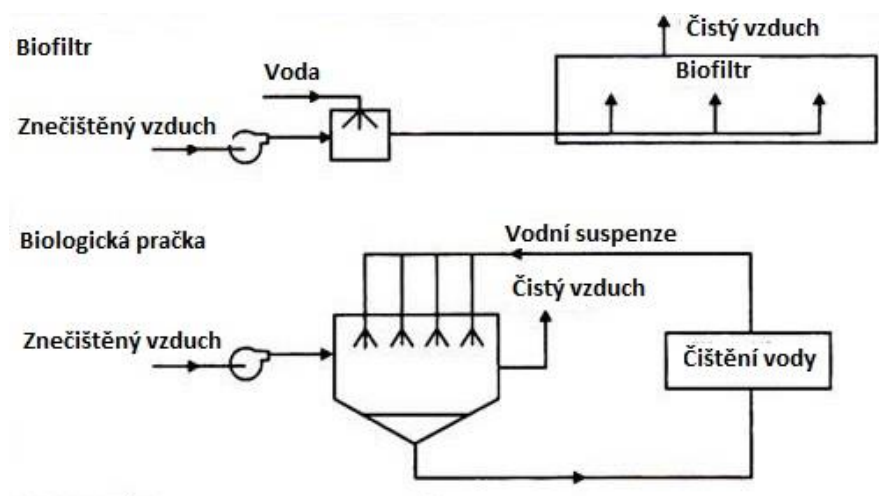 Biofiltr
Voda
Čistý vzduch
Biofiltr
Znečištěný vzduch
Biologická pračka
Vodní suspenze
Čistý vzduch
Znečištěný vzduch
Čištění vody